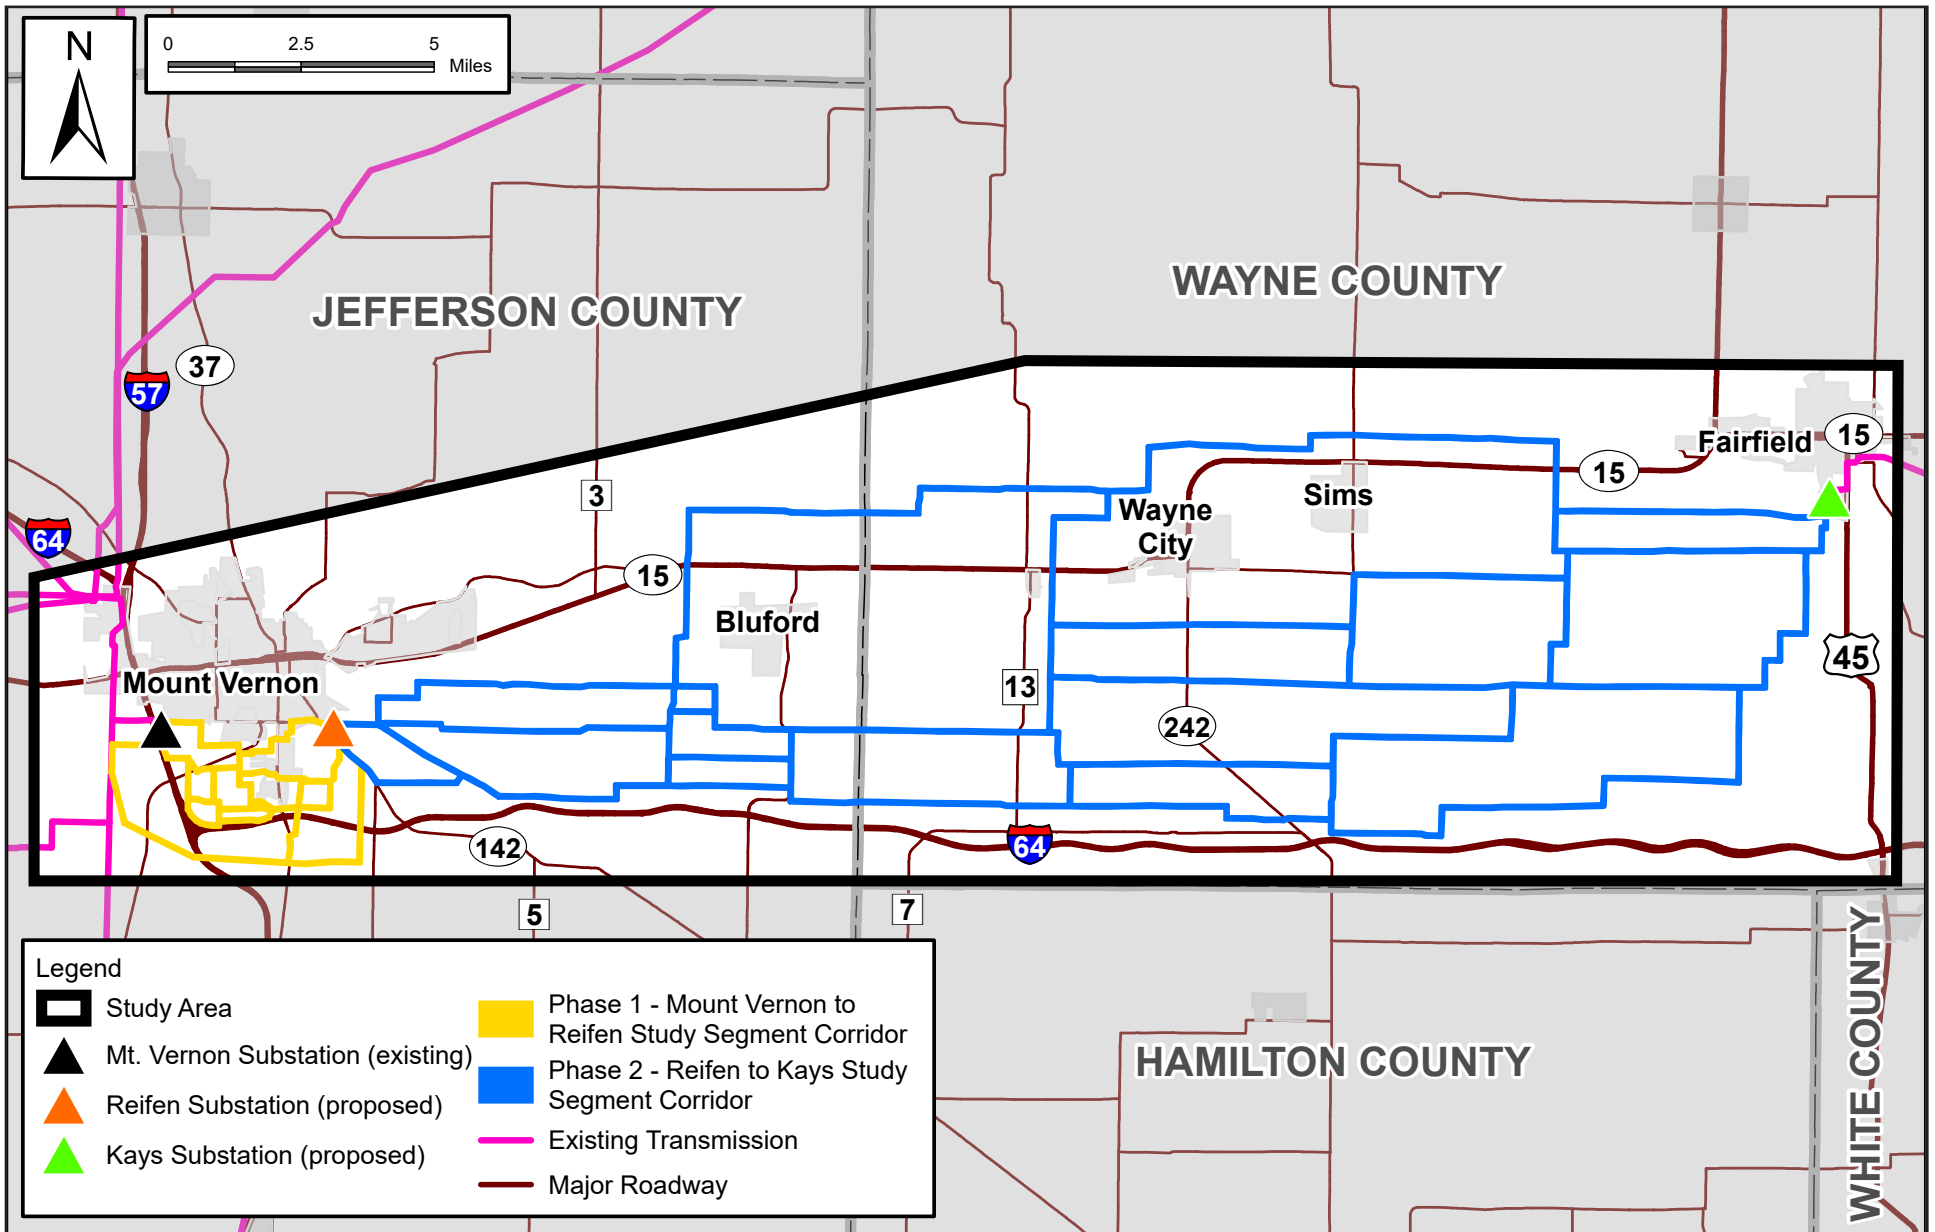 N
0 2.5 5
Miles
JEFFERSON COUNTY
WAYNE COUNTY
37
57
Fairfield
15
15
3
Sims
Wayne
City
64
15
Bluford
45
Mount Vernon
13
242
142
64
5
7
Legend
Study Area
Mt. Vernon Substation (existing)
Reifen Substation (proposed)
Kays Substation (proposed)
Phase 1 - Mount Vernon to
Reifen Study Segment Corridor
Phase 2 - Reifen to Kays Study
Segment Corridor
Existing Transmission
Major Roadway
HAMILTON COUNTY
WHITE COUNTY